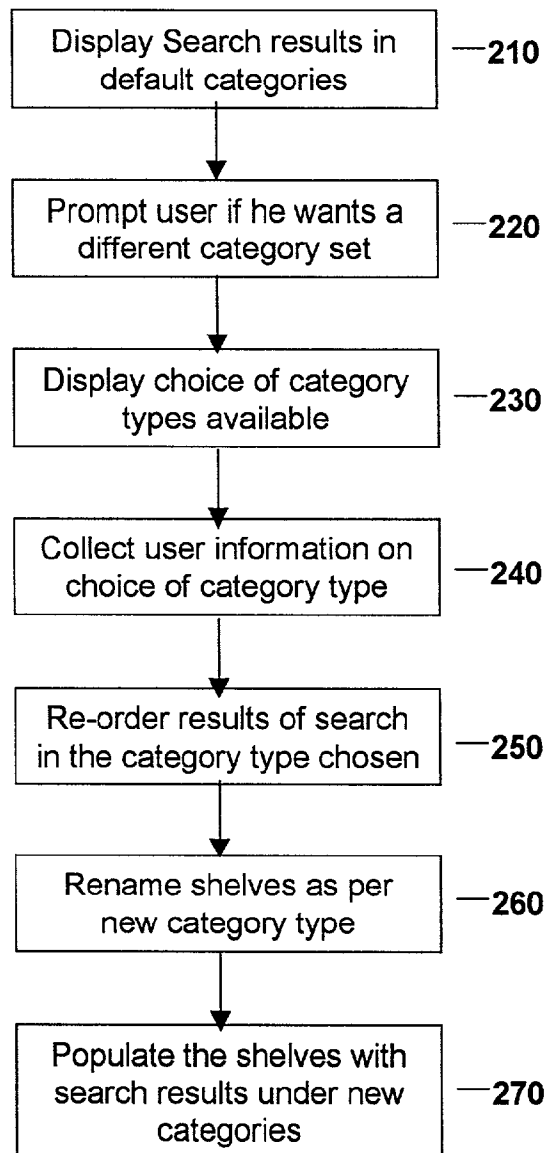 Display Search results in
default categories
210
Prompt user if he wants a
different category set
220
Display choice of category
types available
230
Collect user information on
choice of category type
240
Re-order results of search
in the category type chosen
250
Rename shelves as per
new category type
260
Populate the shelves with
search results under new
categories
270